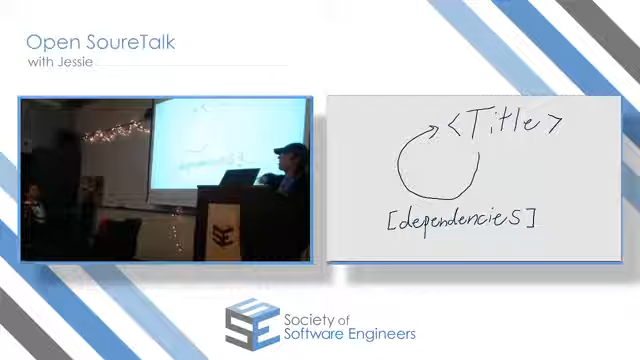 Open SoureTalk
with Jessie
<Title>
[dependencies]
Society of
Software Engineers